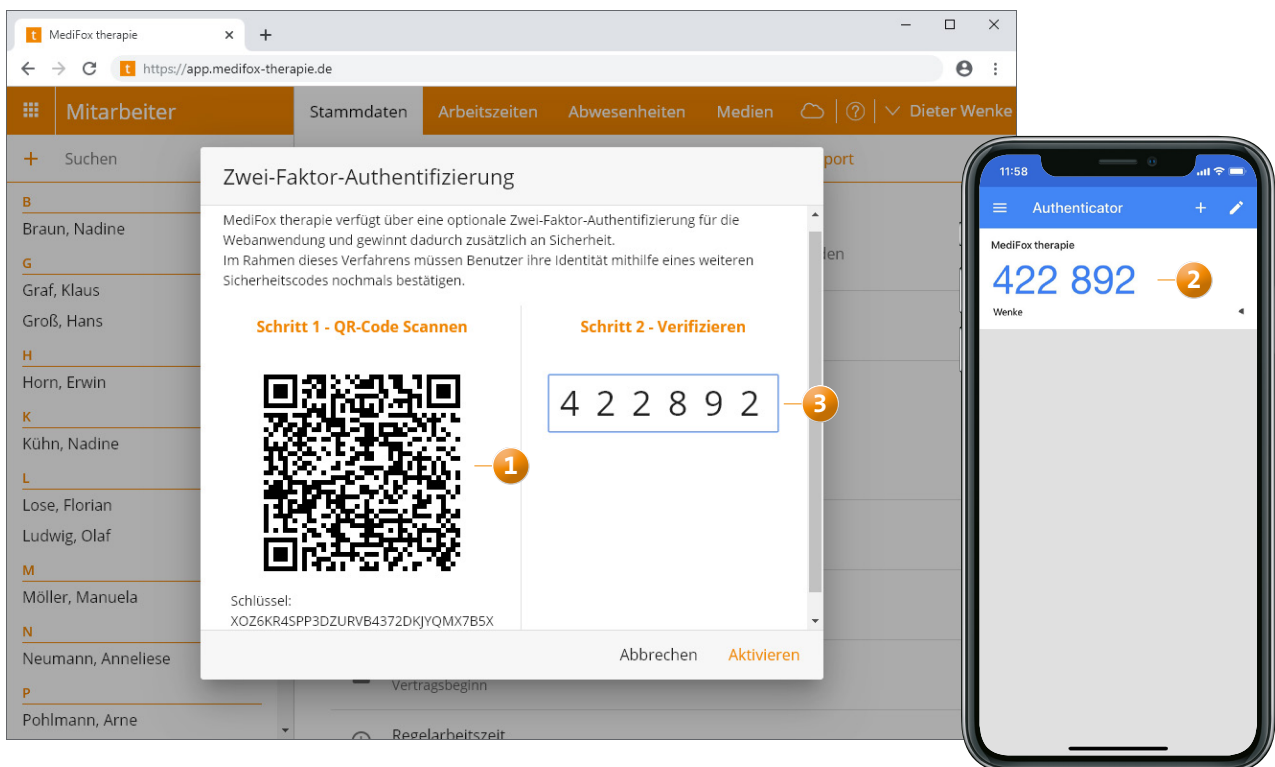 MediFox therapie
https://app.medifox-therapie.de
Mitarbeiter
Stammdaten Arbeitszeiten Abwesenheiten Medien Dieter Wenke
+ Suchen
B
Braun, Nadine
G
Graf, Klaus
Groß, Hans
H
Horn, Erwin
K
Kühn, Nadine
L
Lose, Florian
Ludwig, Olaf
M
Möller, Manuela
N
Neumann, Anneliese
P
Pohlmann, Arne
port
den
Zwei-Faktor-Authentifizierung
MediFox therapie verfügt über eine optionale Zwei-Faktor-Authentifizierung für die
Webanwendung und gewinnt dadurch zusätzlich an Sicherheit.
Im Rahmen dieses Verfahrens müssen Benutzer ihre Identität mithilfe eines weiteren
Sicherheitscodes nochmals bestätigen.
Schritt 1 - QR-Code Scannen
1
Schlüssel:
XOZ6KR4SPP3DZURVB4372DKJYQMX7B5X
Schritt 2 - Verifizieren
4 2 2 8 9 2
3
Abbrechen Aktivieren
Vertragsbeginn
Regelarbeitszeit
11:58
Authenticator
MediFox therapie
422 892
2
Wenke